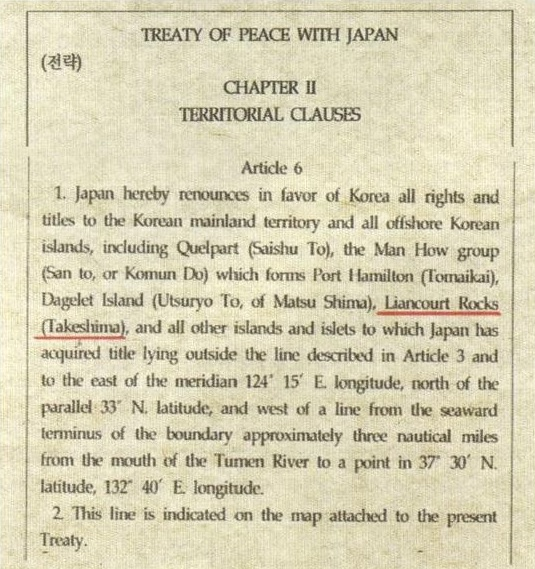 TREATY OF PEACE WITH JAPAN
(전략)
CHAPTER II
TERRITORIAL CLAUSES
Article 6
1. Japan hereby renounces in favor of Korea all rights and
titles to the Korean mainland territory and all offshore Korean
islands, including Quelpart (Saishu To), the Man How group
(San to, or Komun Do) which forms Port Hamilton (Tomaikai),
Dagelet Island (Utsuryo To, of Matsu Shima), Liancourt Rocks
(Takeshima), and all other islands and islets to which Japan has
acquired title lying outside the line described in Article 3 and
to the east of the meridian 124° 15′ E. longitude, north of the
parallel 33° N. latitude, and west of a line from the seaward
terminus of the boundary approximately three nautical miles
from the mouth of the Tumen River to a point in 37° 30′ N.
latitude, 132° 40′ E. longitude.
2. This line is indicated on the map attached to the present
Treaty.